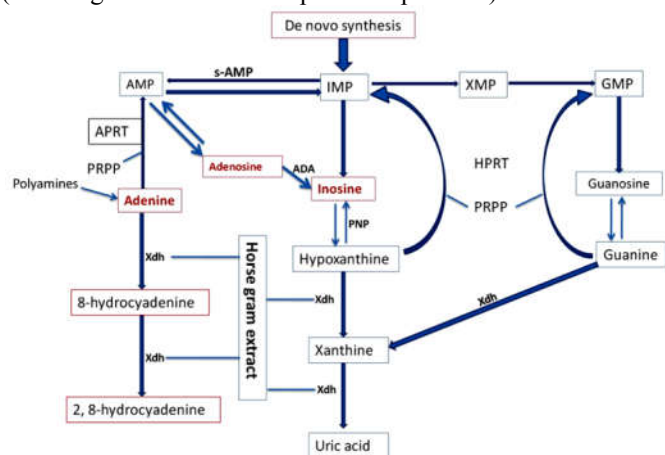 De novo synthesis
AMP
s-AMP
IMP
XMP
GMP
APRT
PRPP
Adenosine
ADA
HPRT
Polyamines
Adenine
Inosine
PRPP
Guanosine
PNP
Xdh
Hypoxanthine
Guanine
8-hydrocyadenine
Horse gram extract
Xdh
Xdh
Xdh
Xanthine
Xdh
2, 8-hydrocyadenine
Uric acid